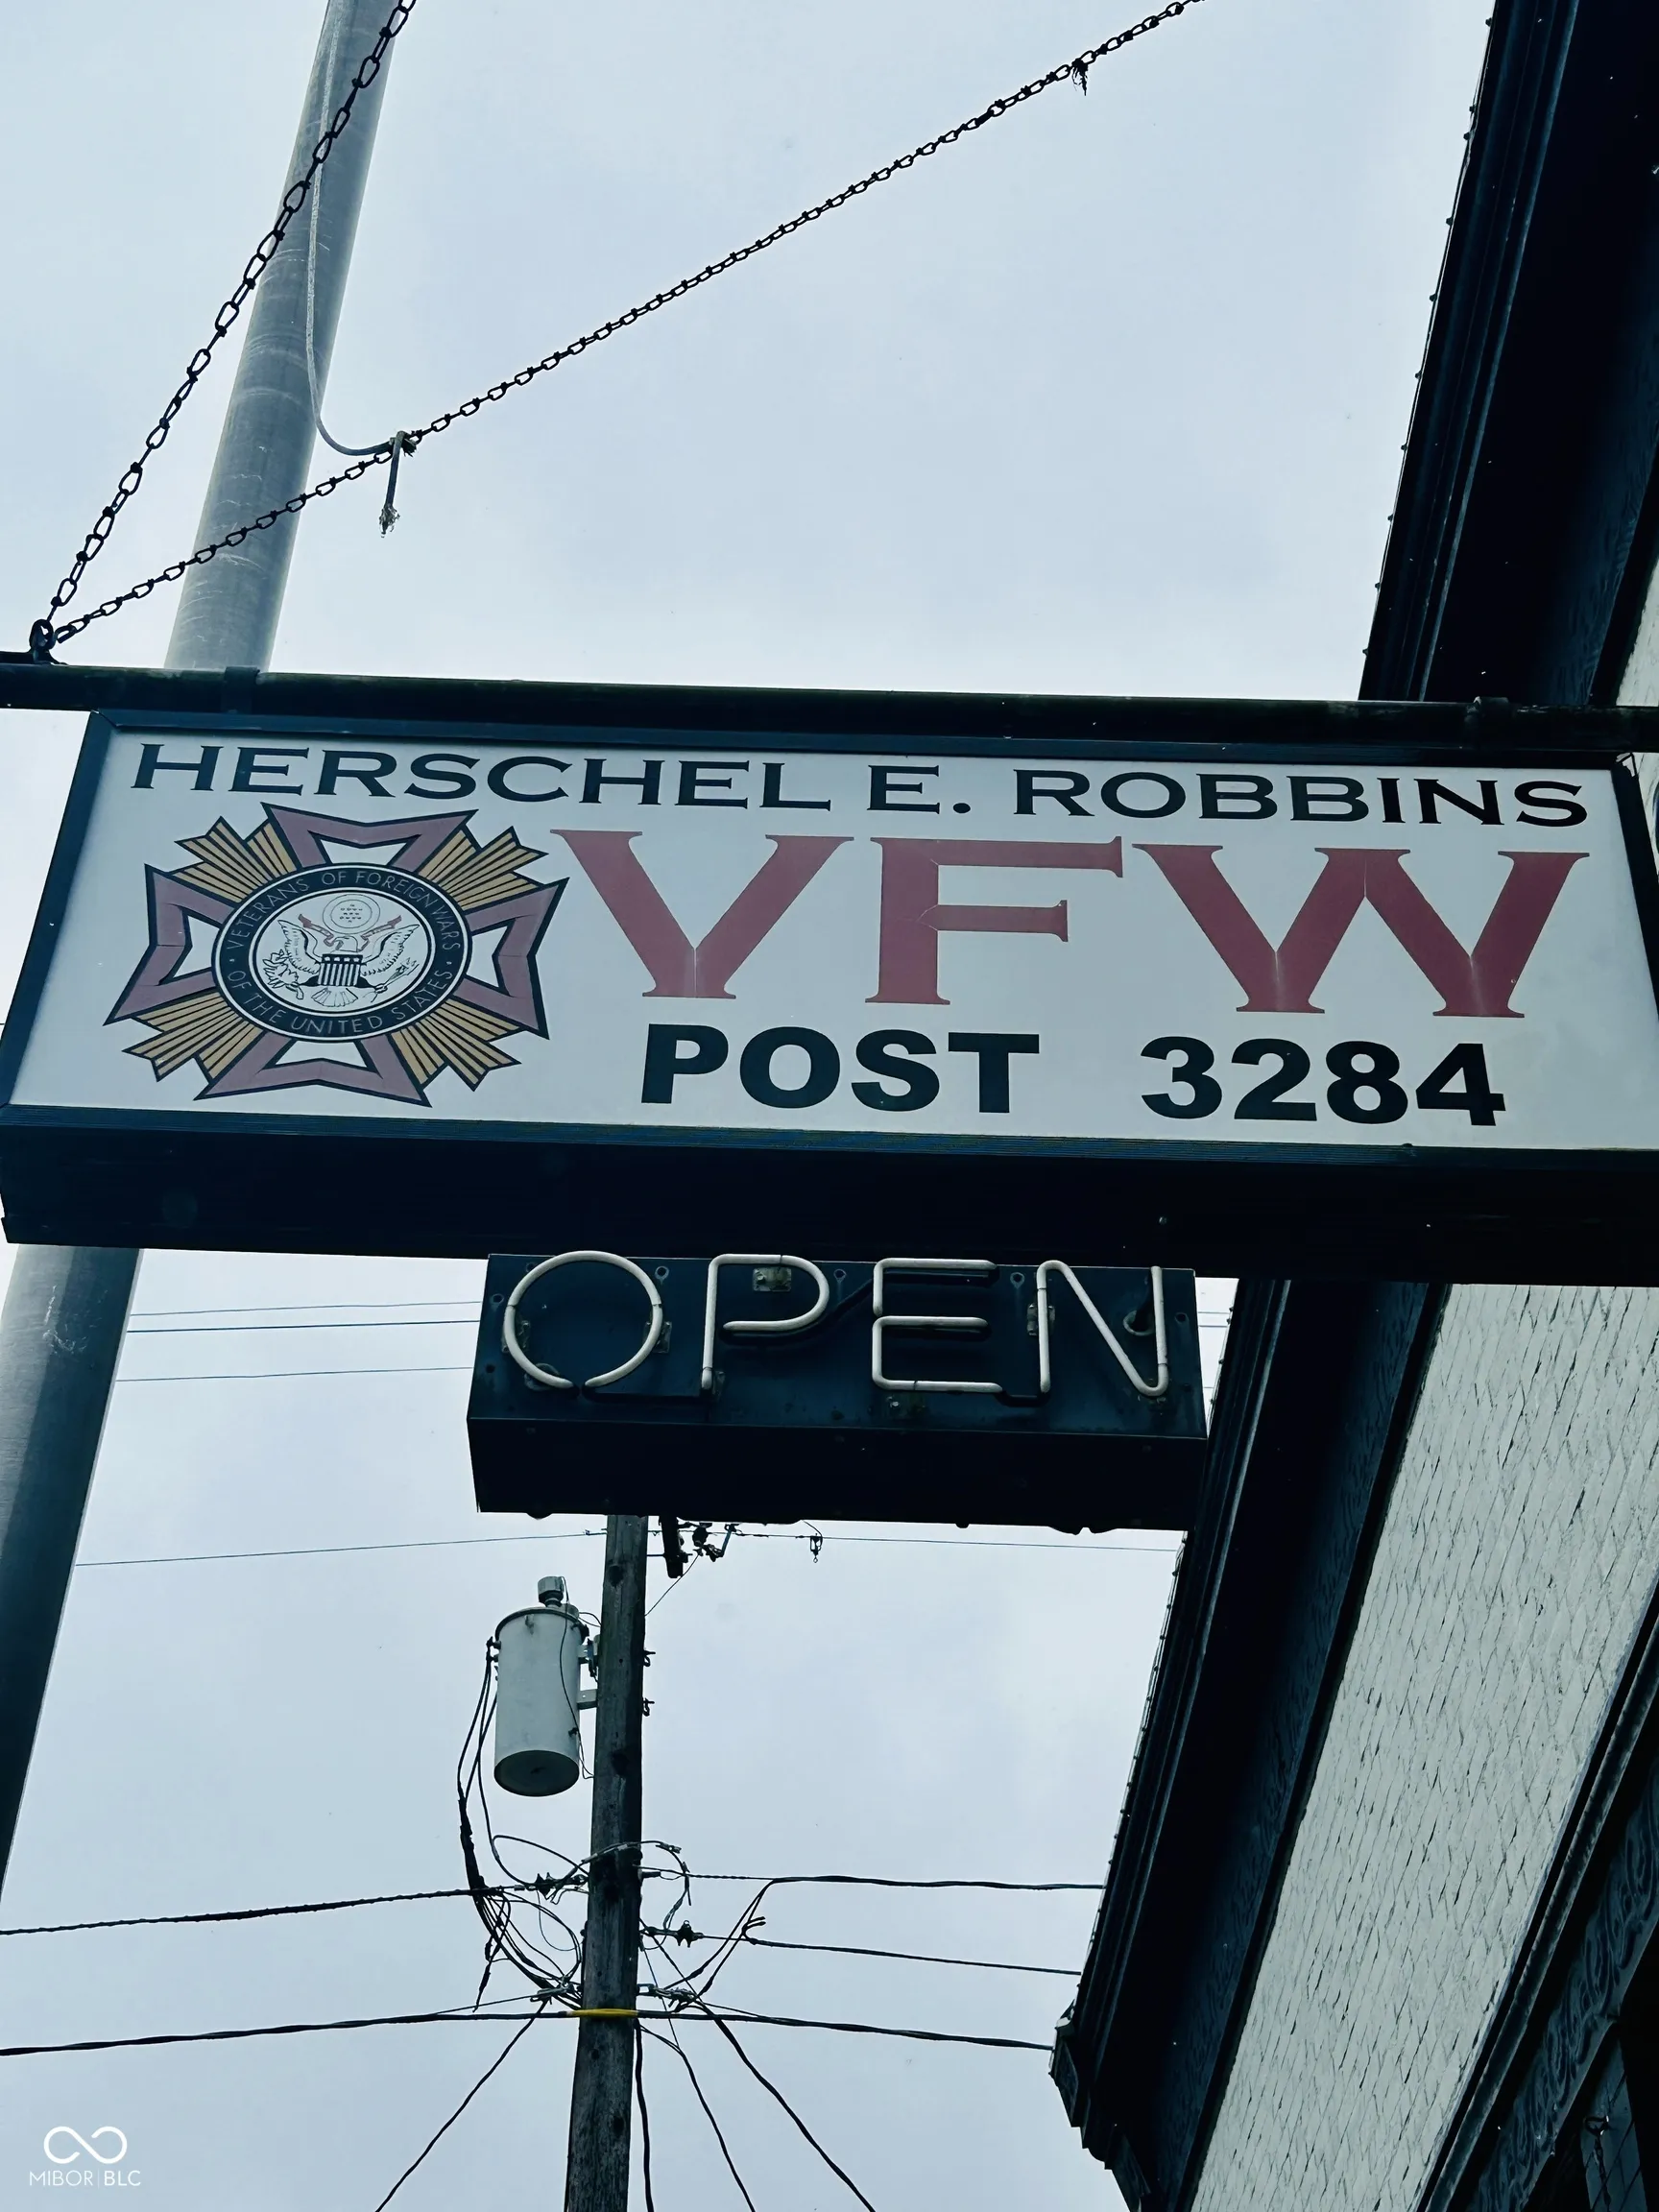 HERSCHEL E. ROBBINS
VETERANS OF FOREIGN WARS
OF THE UNITED STATES
VFW
POST 3284
OPEN
MIBOR BLC